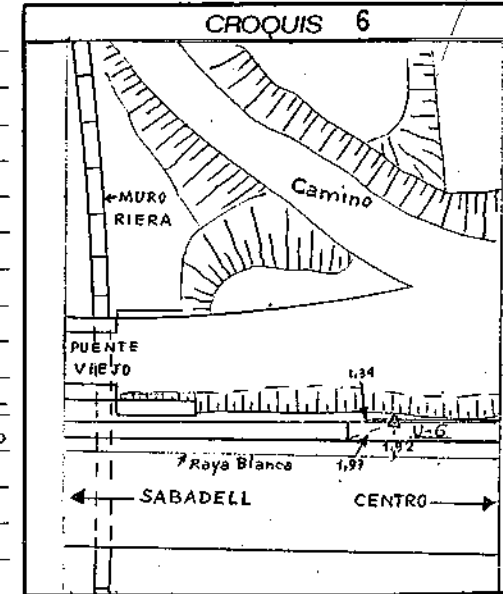 CROQUIS 6
Camino
←MURO
RIERA
PUENTE
VIEJO
1,34
U-6
1,92
1,97
Raya Blanca
SABADELL
CENTRO